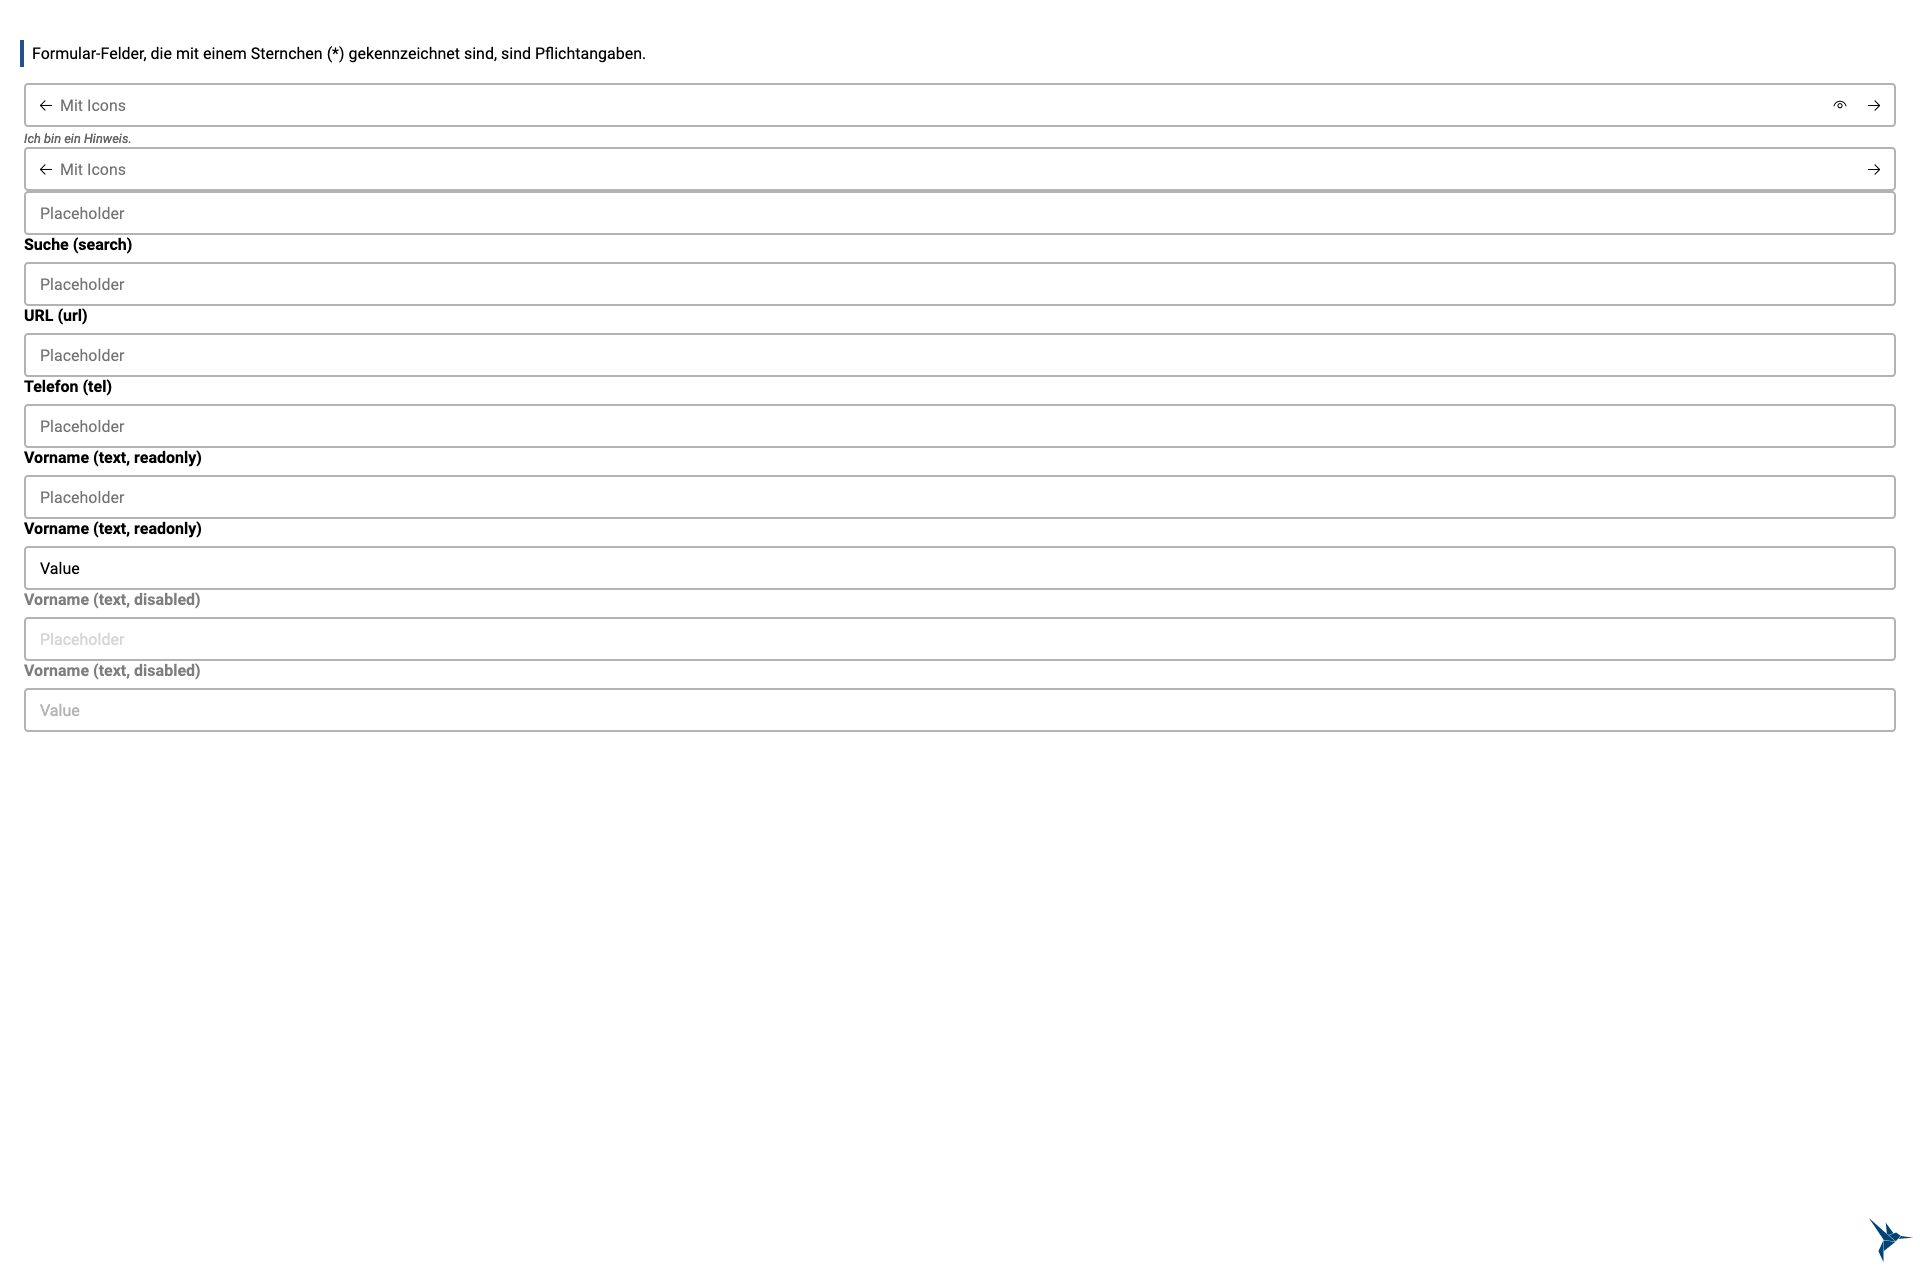 Formular-Felder, die mit einem Sternchen (*) gekennzeichnet sind, sind Pflichtangaben.
Mit Icons
Ich bin ein Hinweis.
Mit Icons
Placeholder
Suche (search)
Placeholder
URL (url)
Placeholder
Telefon (tel)
Placeholder
Vorname (text, readonly)
Placeholder
Vorname (text, readonly)
Value
Vorname (text, disabled)
Placeholder
Vorname (text, disabled)
Value